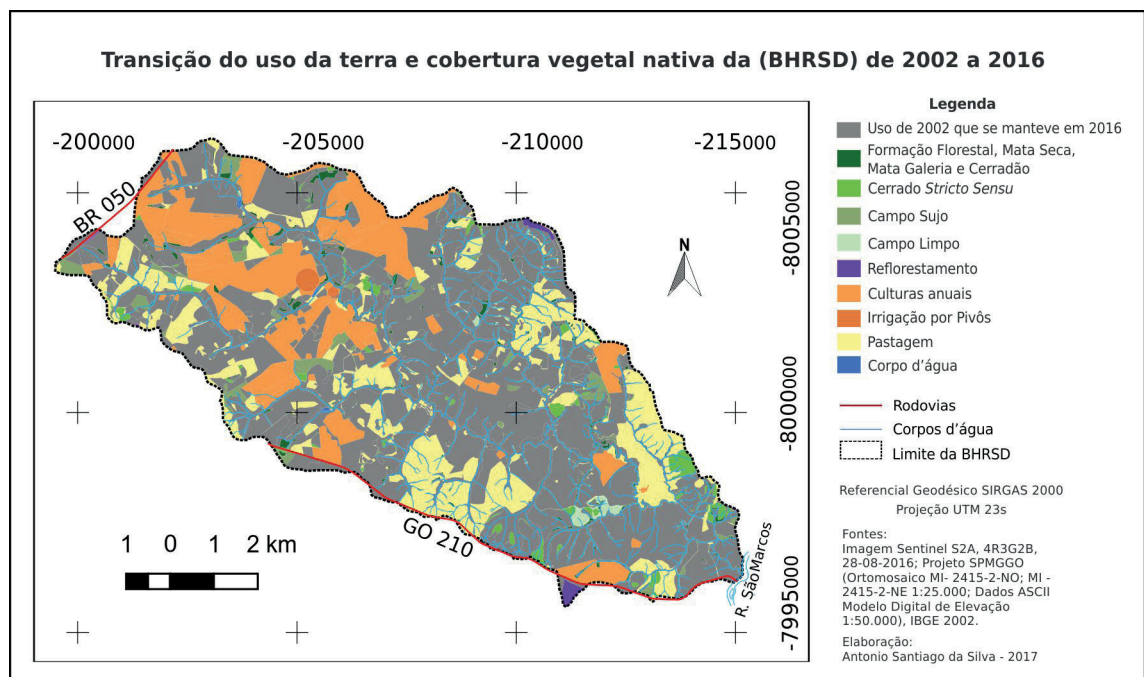 Transição do uso da terra e cobertura vegetal nativa da (BHRSD) de 2002 a 2016
-200000
-205000
-210000
-215000
-8005000
-8000000
-7995000
BR 050
GO 210
R. São Marcos
N
1 0 1 2 km
Legenda
Uso de 2002 que se manteve em 2016
Formação Florestal, Mata Seca,
Mata Galeria e Cerradão
Cerrado Stricto Sensu
Campo Sujo
Campo Limpo
Reflorestamento
Culturas anuais
Irrigação por Pivôs
Pastagem
Corpo d’água
Rodovias
Corpos d’água
Limite da BHRSD
Referencial Geodésico SIRGAS 2000
Projeção UTM 23s
Fontes:
Imagem Sentinel S2A, 4R3G2B,
28-08-2016; Projeto SPMGGO
(Ortomosaico MI- 2415-2-NO; MI -
2415-2-NE 1:25.000; Dados ASCII
Modelo Digital de Elevação
1:50.000), IBGE 2002.
Elaboração:
Antonio Santiago da Silva - 2017